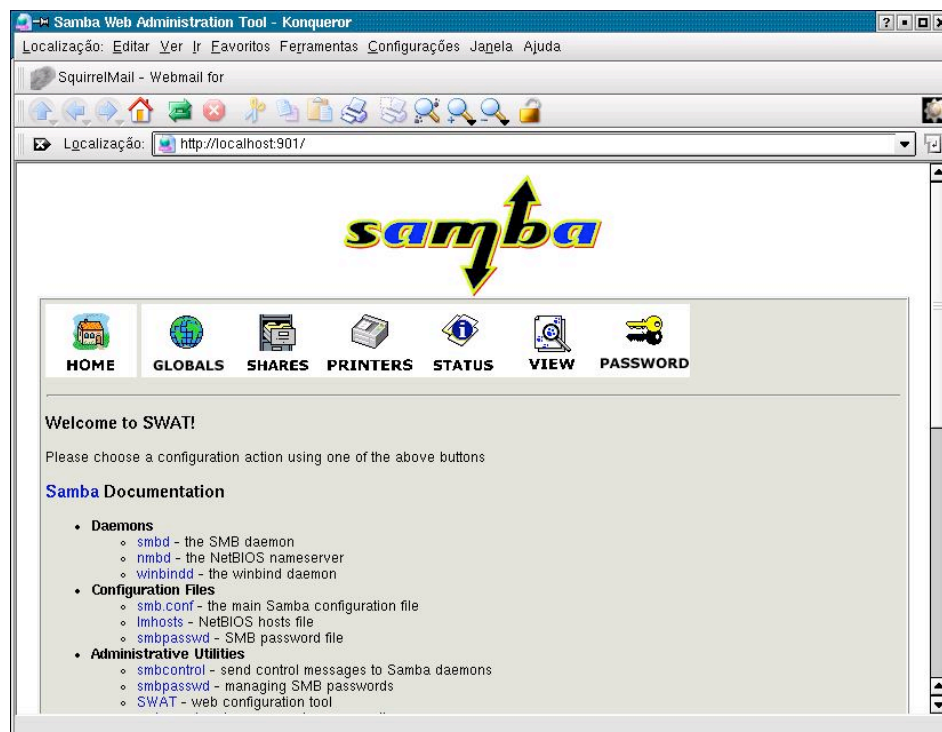 Samba Web Administration Tool - Konqueror
Localização: Editar Ver Ir Favoritos Ferramentas Configurações Janela Ajuda
SquirrelMail - Webmail for
Localização: http://localhost:901/
samba
HOME GLOBALS SHARES PRINTERS STATUS VIEW PASSWORD
Welcome to SWAT!
Please choose a configuration action using one of the above buttons
Samba Documentation
• Daemons
◦ smbd - the SMB daemon
◦ nmbd - the NetBIOS nameserver
◦ winbindd - the winbind daemon
• Configuration Files
◦ smb.conf - the main Samba configuration file
◦ lmhosts - NetBIOS hosts file
◦ smbpasswd - SMB password file
• Administrative Utilities
◦ smbcontrol - send control messages to Samba daemons
◦ smbpasswd - managing SMB passwords
◦ SWAT - web configuration tool